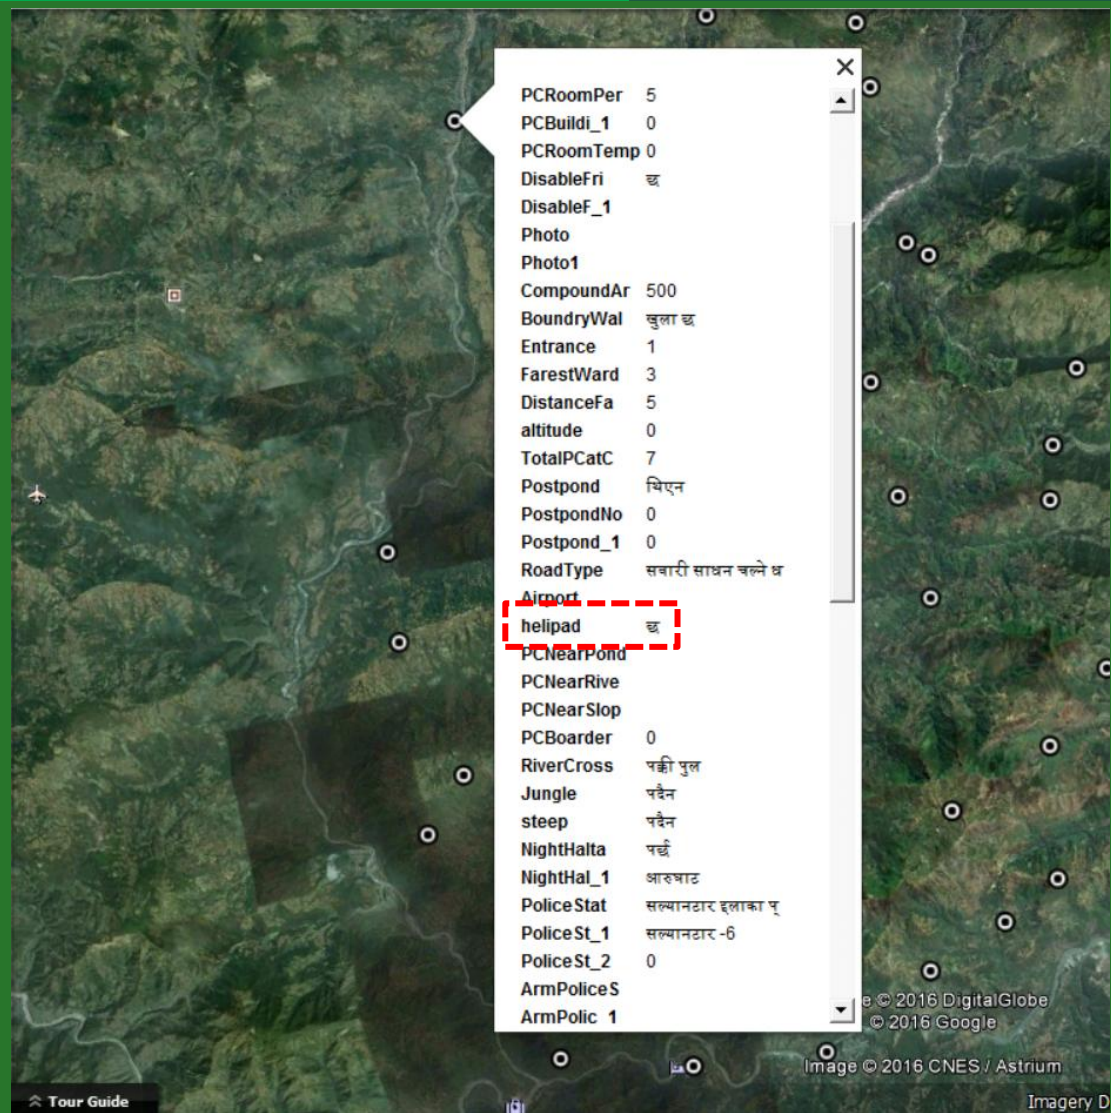 PCRoomPer 5
PCBuildi_1 0
PCRoomTemp 0
DisableFri छ
DisableF_1
Photo
Photo1
CompoundAr 500
BoundryWal खुला छ
Entrance 1
FarestWard 3
DistanceFa 5
altitude 0
TotalPCatC 7
Postpond थिएन
PostpondNo 0
Postpond_1 0
RoadType सवारी साधन चल्ने ध
Airport
helipad छ
PCNearPond
PCNearRive
PCNearSlop
PCBoarder 0
RiverCross पक्की पुल
Jungle पर्दैन
steep पर्दैन
NightHalta पर्छ
NightHal_1 आरुघाट
PoliceStat सल्यानटार इलाका प्
PoliceSt_1 सल्यानटार -6
PoliceSt_2 0
ArmPoliceS
ArmPolic_1
e © 2016 DigitalGlobe
© 2016 Google
Image © 2016 CNES / Astrium
Tour Guide
Imagery D